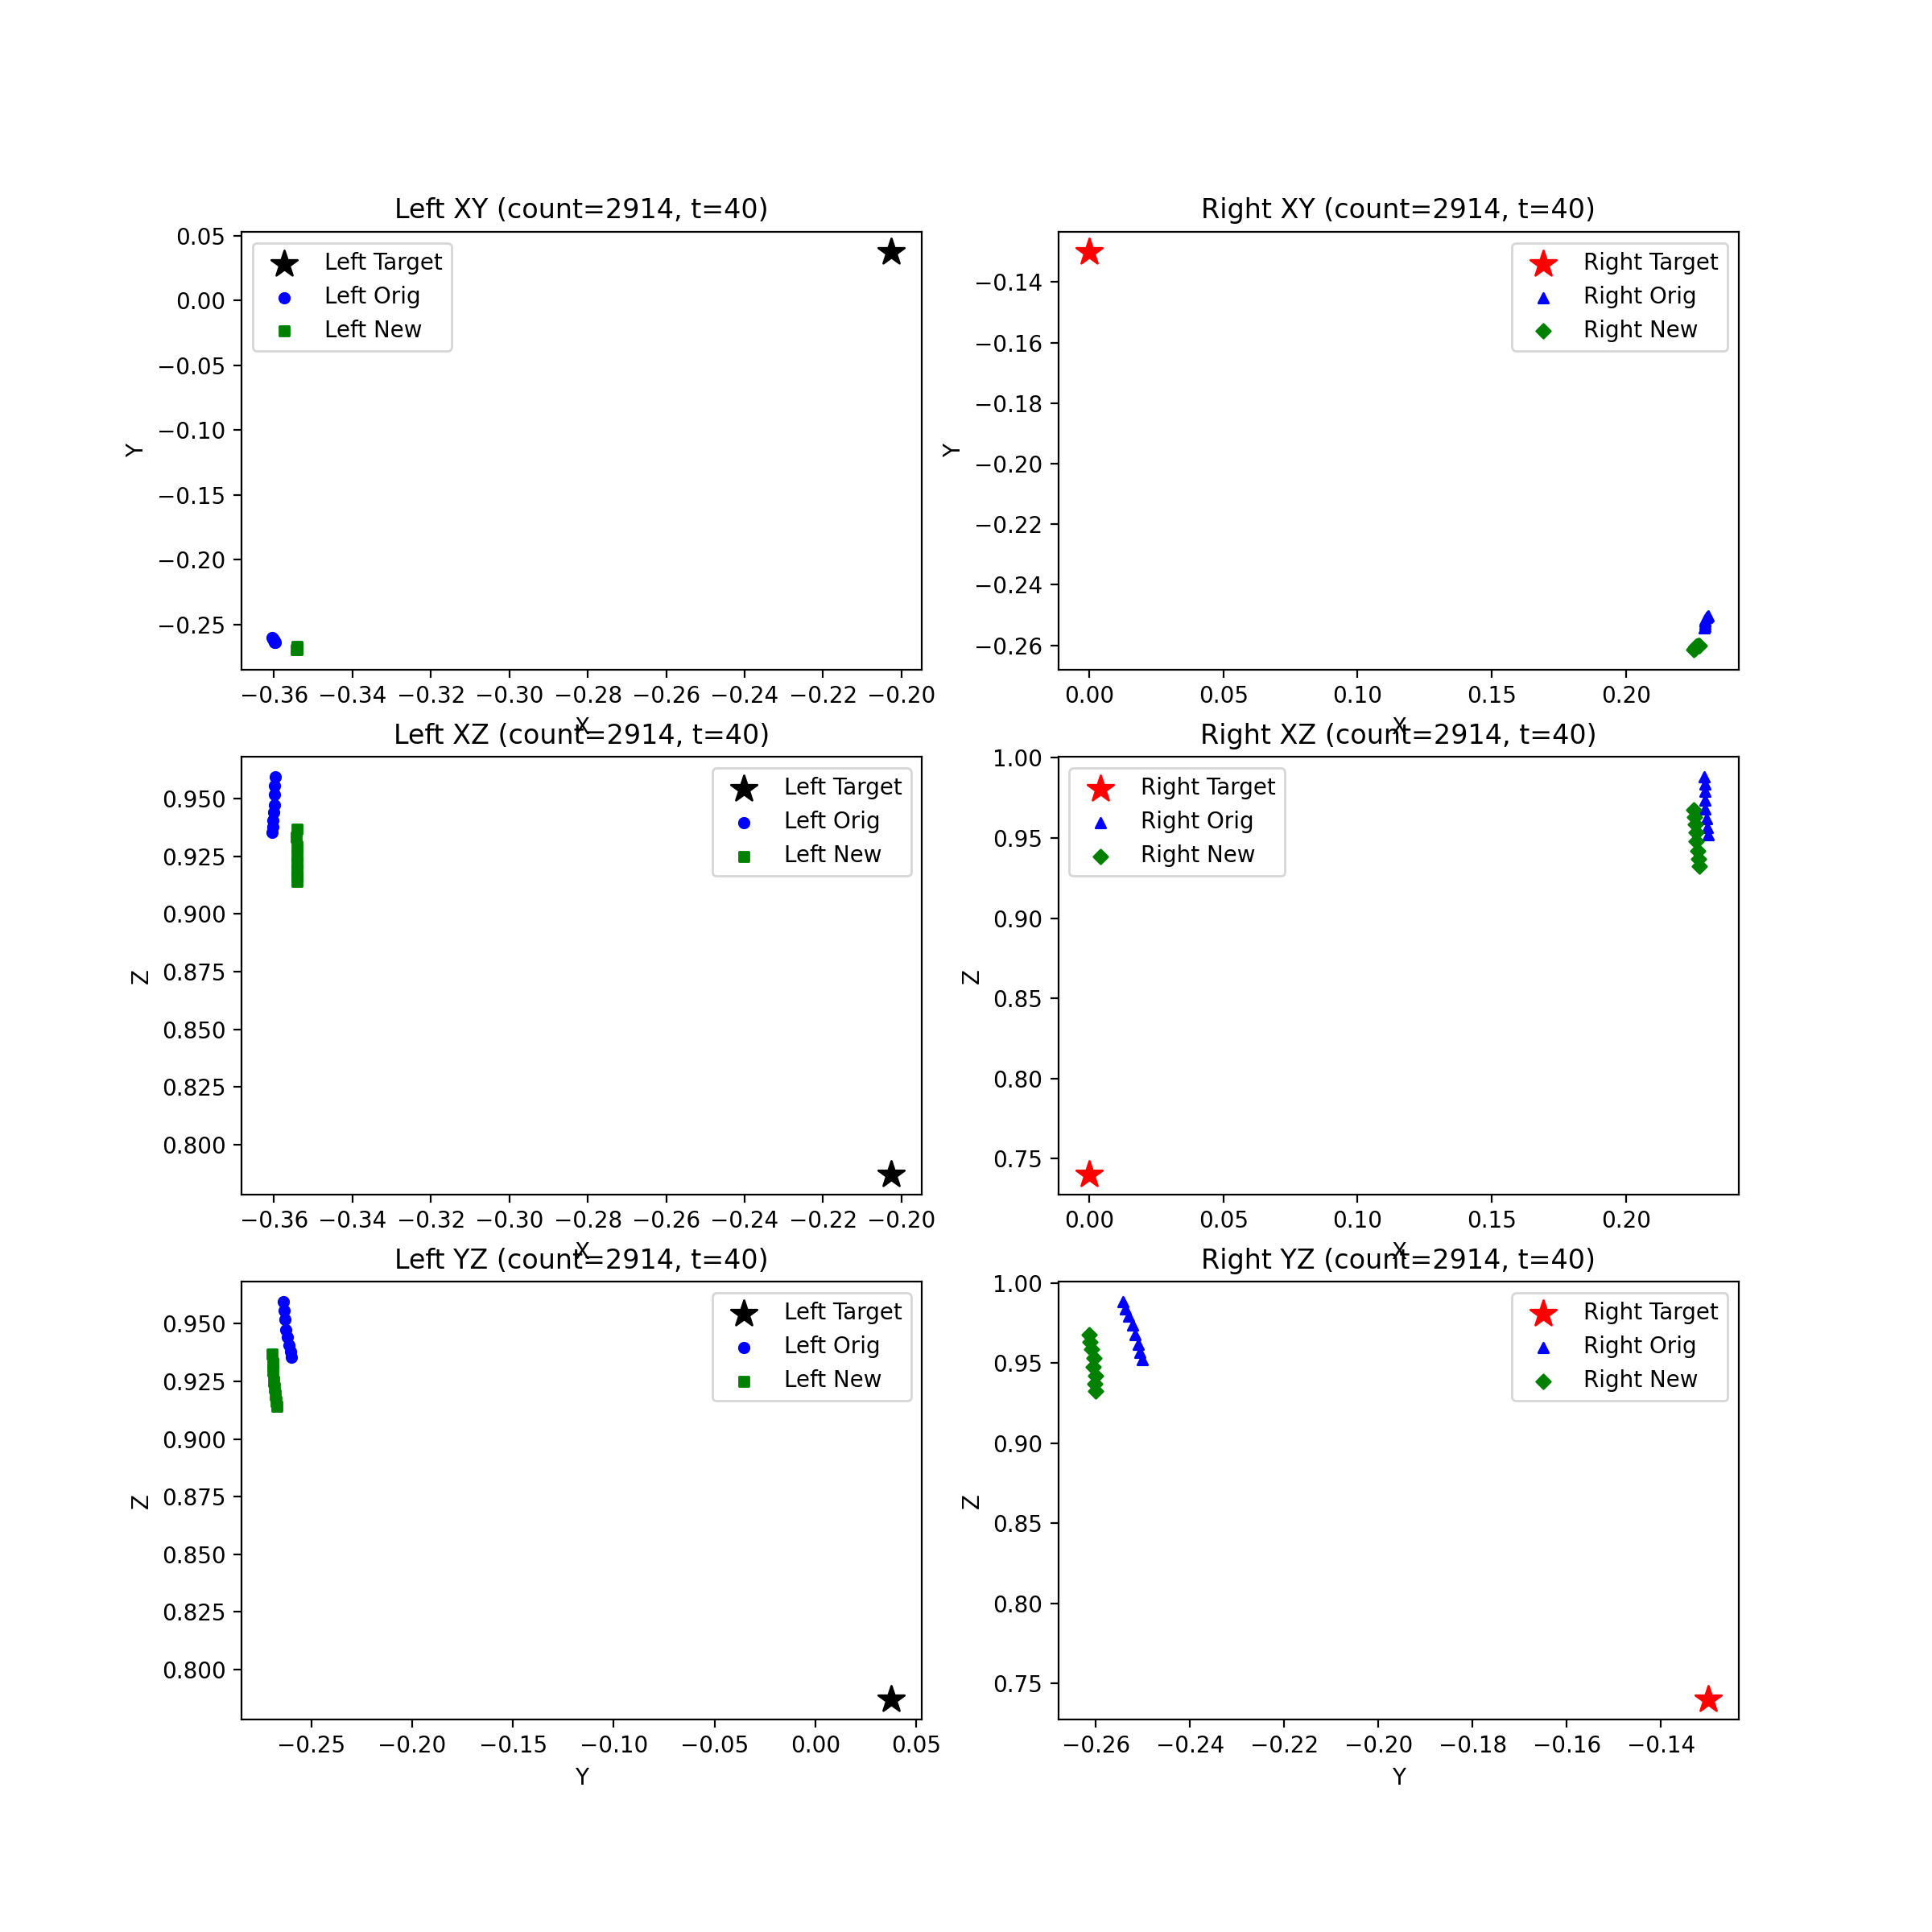 Left XY (count=2914, t=40)
Left Target
Left Orig
Left New
0.05
0.00
−0.05
−0.10
−0.15
−0.20
−0.25
Y
−0.36 −0.34 −0.32 −0.30 −0.28 −0.26 −0.24 −0.22 −0.20
X
Right XY (count=2914, t=40)
Right Target
Right Orig
Right New
−0.14
−0.16
−0.18
−0.20
−0.22
−0.24
−0.26
Y
0.00 0.05 0.10 0.15 0.20
X
Left XZ (count=2914, t=40)
Left Target
Left Orig
Left New
0.950
0.925
0.900
0.875
0.850
0.825
0.800
Z
−0.36 −0.34 −0.32 −0.30 −0.28 −0.26 −0.24 −0.22 −0.20
X
Right XZ (count=2914, t=40)
Right Target
Right Orig
Right New
1.00
0.95
0.90
0.85
0.80
0.75
Z
0.00 0.05 0.10 0.15 0.20
X
Left YZ (count=2914, t=40)
Left Target
Left Orig
Left New
0.950
0.925
0.900
0.875
0.850
0.825
0.800
Z
−0.25 −0.20 −0.15 −0.10 −0.05 0.00 0.05
Y
Right YZ (count=2914, t=40)
Right Target
Right Orig
Right New
1.00
0.95
0.90
0.85
0.80
0.75
Z
−0.26 −0.24 −0.22 −0.20 −0.18 −0.16 −0.14
Y